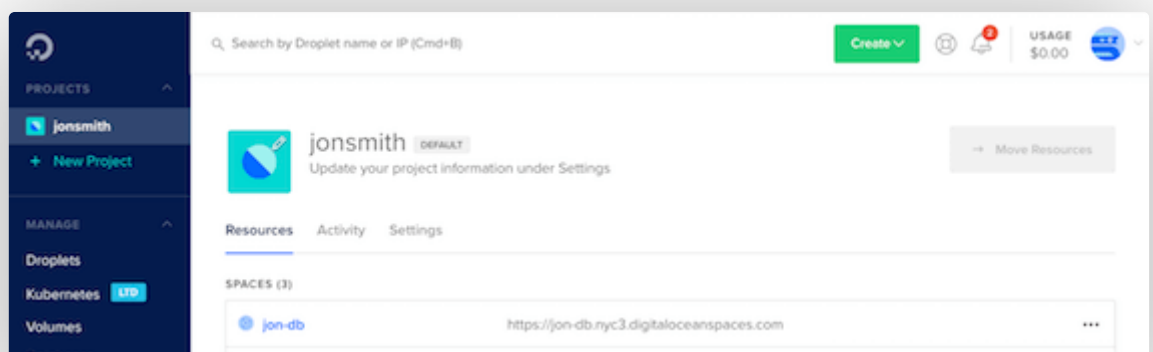 Search by Droplet name or IP (Cmd+B)
Create
2
USAGE
$0.00
PROJECTS
jonsmith
+ New Project
MANAGE
Droplets
Kubernetes LTD
Volumes
jonsmith DEFAULT
Update your project information under Settings
→ Move Resources
Resources Activity Settings
SPACES (3)
jon-db https://jon-db.nyc3.digitaloceanspaces.com ...